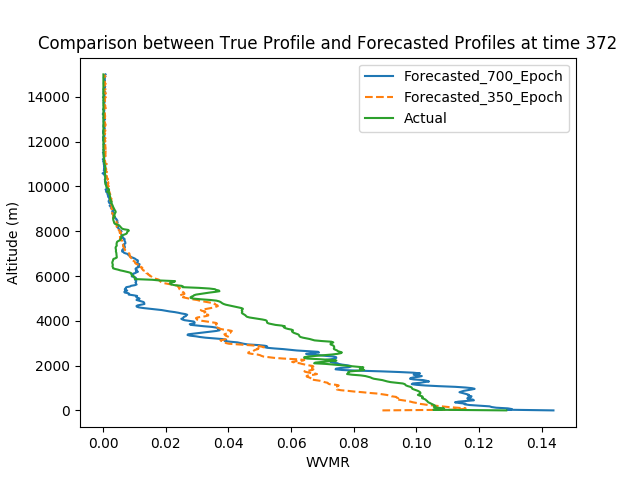 Comparison between True Profile and Forecasted Profiles at time 372
Forecasted_700_Epoch
Forecasted_350_Epoch
Actual
Altitude (m)
14000
12000
10000
8000
6000
4000
2000
0
0.00 0.02 0.04 0.06 0.08 0.10 0.12 0.14
WVMR